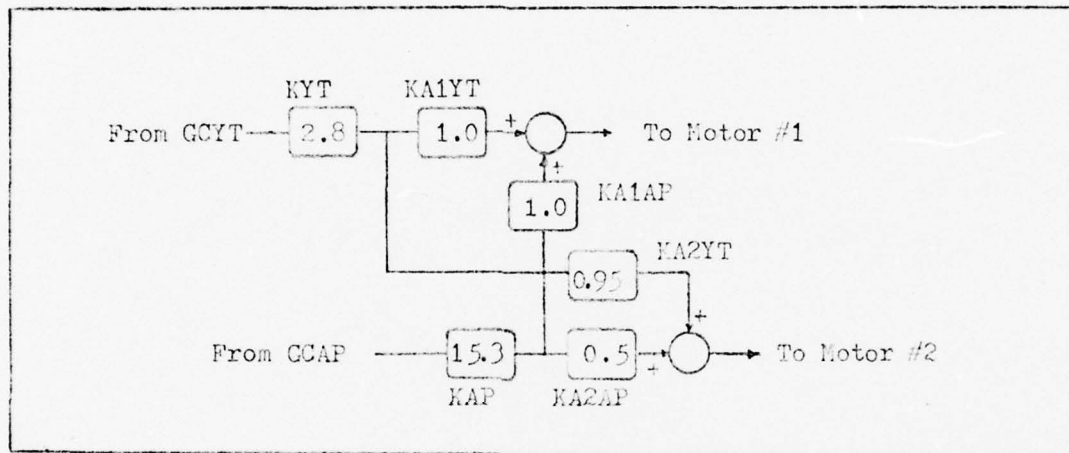 KYT KA1YT
From GCYT 2.8 1.0 + To Motor #1
+
1.0 KA1AP
KA2YT
0.95
+
From GCAP 15.3 0.5 + To Motor #2
KAP KA2AP